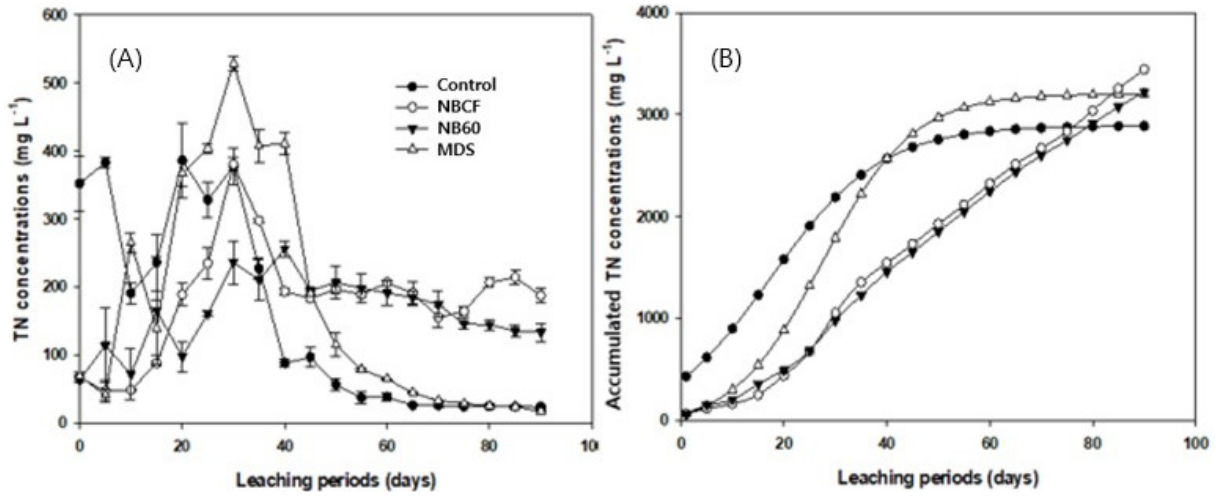 (A)
TN concentrations (mg L⁻¹)
600
500
400
300
200
100
0
Control
NBCF
NB60
MDS
0 20 40 60 80 100
Leaching periods (days)
(B)
Accumulated TN concentrations (mg L⁻¹)
4000
3000
2000
1000
0
0 20 40 60 80 100
Leaching periods (days)